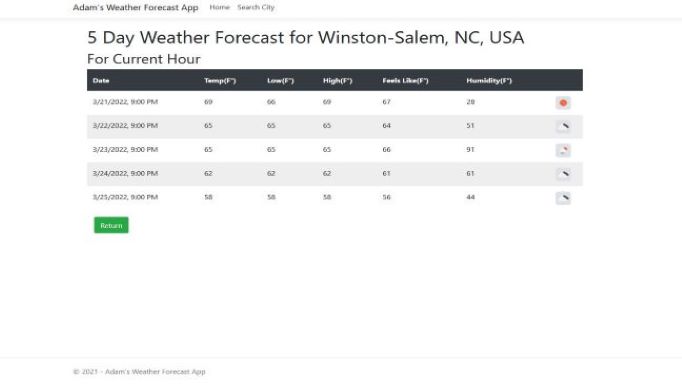 Adam's Weather Forecast App Home Search City
5 Day Weather Forecast for Winston-Salem, NC, USA
For Current Hour
Date Temp(F°) Low(F°) High(F°) Feels Like(F°) Humidity(F°)
3/21/2022, 9:00 PM 69 66 69 67 28
3/22/2022, 9:00 PM 65 65 65 64 51
3/23/2022, 9:00 PM 65 65 65 66 91
3/24/2022, 9:00 PM 62 62 62 61 61
3/25/2022, 9:00 PM 58 58 58 56 44
Return
© 2021 - Adam's Weather Forecast App